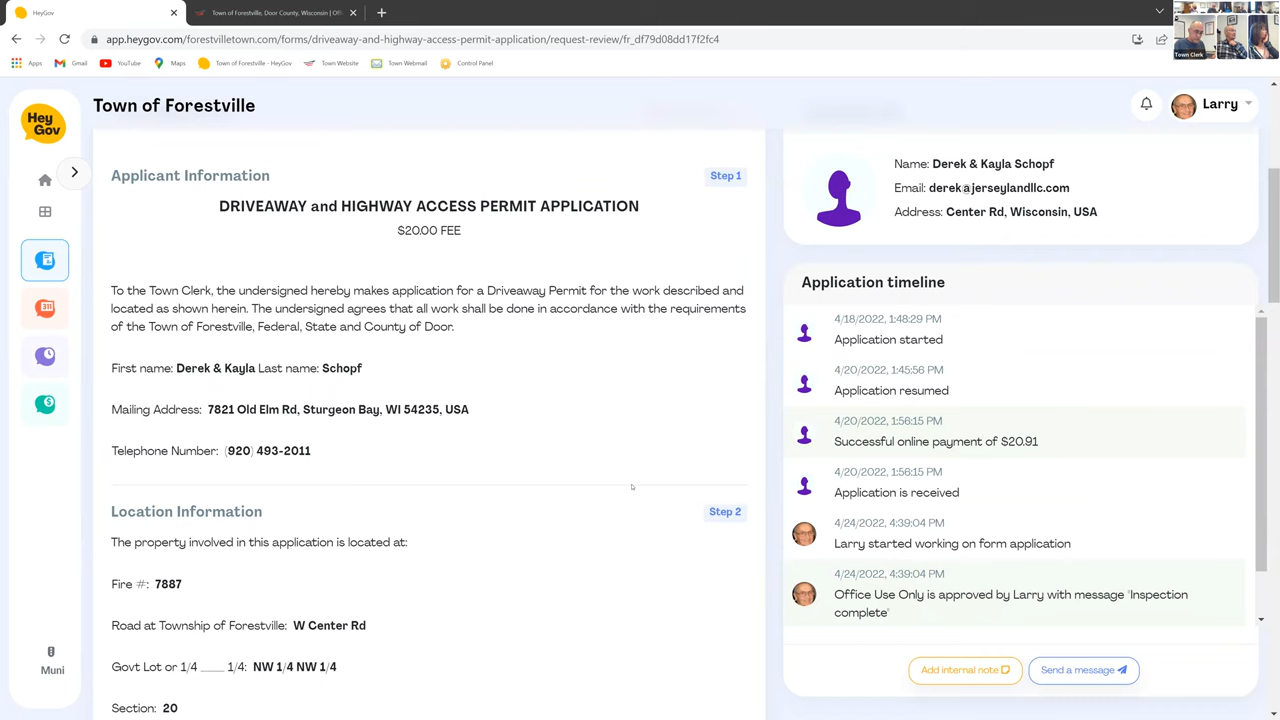 HeyGov
Town of Forestville, Door County, Wisconsin | Offi
app.heygov.com/forestvilletown.com/forms/driveaway-and-highway-access-permit-application/request-review/fr_df79d08dd17f2fc4
Apps Gmail YouTube Maps Town of Forestville - HeyGov Town Website Town Webmail Control Panel
Town Clerk
Hey
Gov
Town of Forestville
Larry
Applicant Information
Step 1
DRIVEAWAY and HIGHWAY ACCESS PERMIT APPLICATION
$20.00 FEE
To the Town Clerk, the undersigned hereby makes application for a Driveaway Permit for the work described and
located as shown herein. The undersigned agrees that all work shall be done in accordance with the requirements
of the Town of Forestville, Federal, State and County of Door.
First name: Derek & Kayla Last name: Schopf
Mailing Address: 7821 Old Elm Rd, Sturgeon Bay, WI 54235, USA
Telephone Number: (920) 493-2011
Location Information
Step 2
The property involved in this application is located at:
Fire #: 7887
Road at Township of Forestville: W Center Rd
Govt Lot or 1/4 ____ 1/4: NW 1/4 NW 1/4
Section: 20
311
Muni
Name: Derek & Kayla Schopf
Email: derek@jerseylandllc.com
Address: Center Rd, Wisconsin, USA
Application timeline
4/18/2022, 1:48:29 PM
Application started
4/20/2022, 1:45:56 PM
Application resumed
4/20/2022, 1:56:15 PM
Successful online payment of $20.91
4/20/2022, 1:56:15 PM
Application is received
4/24/2022, 4:39:04 PM
Larry started working on form application
4/24/2022, 4:39:04 PM
Office Use Only is approved by Larry with message 'Inspection
complete'
Add internal note
Send a message